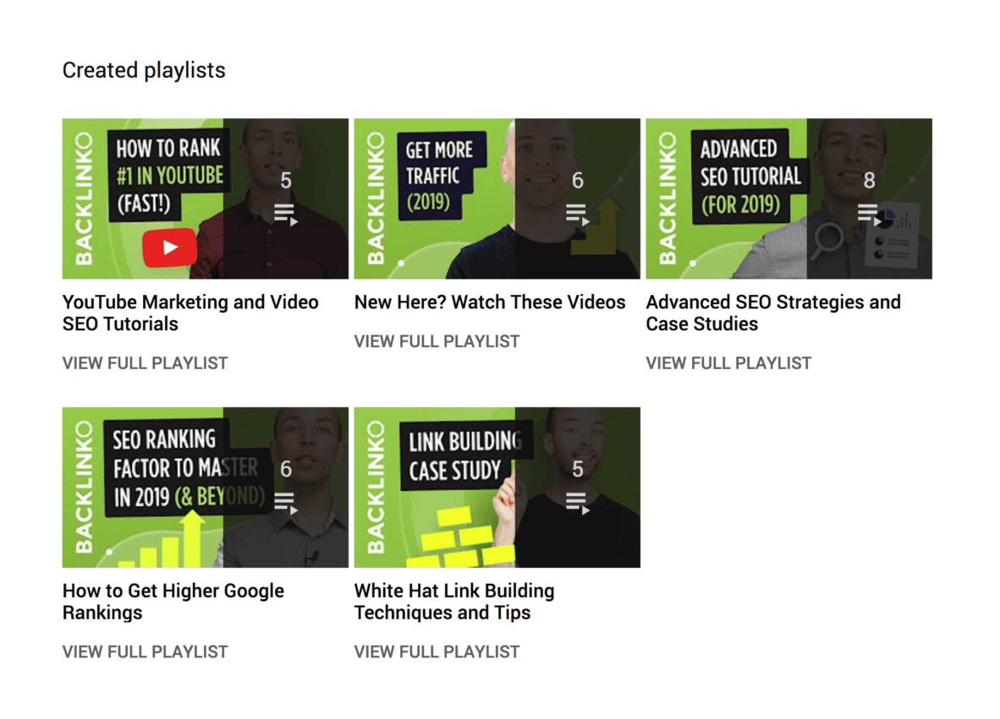 Created playlists
BACKLINKO
HOW TO RANK
#1 IN YOUTUBE
(FAST!)
5
YouTube Marketing and Video
SEO Tutorials
VIEW FULL PLAYLIST
BACKLINKO
GET MORE
TRAFFIC
(2019)
6
New Here? Watch These Videos
VIEW FULL PLAYLIST
BACKLINKO
ADVANCED
SEO TUTORIAL
(FOR 2019)
8
Advanced SEO Strategies and
Case Studies
VIEW FULL PLAYLIST
BACKLINKO
SEO RANKING
FACTOR TO MASTER
IN 2019 (& BEYOND)
6
How to Get Higher Google
Rankings
VIEW FULL PLAYLIST
BACKLINKO
LINK BUILDING
CASE STUDY
5
White Hat Link Building
Techniques and Tips
VIEW FULL PLAYLIST